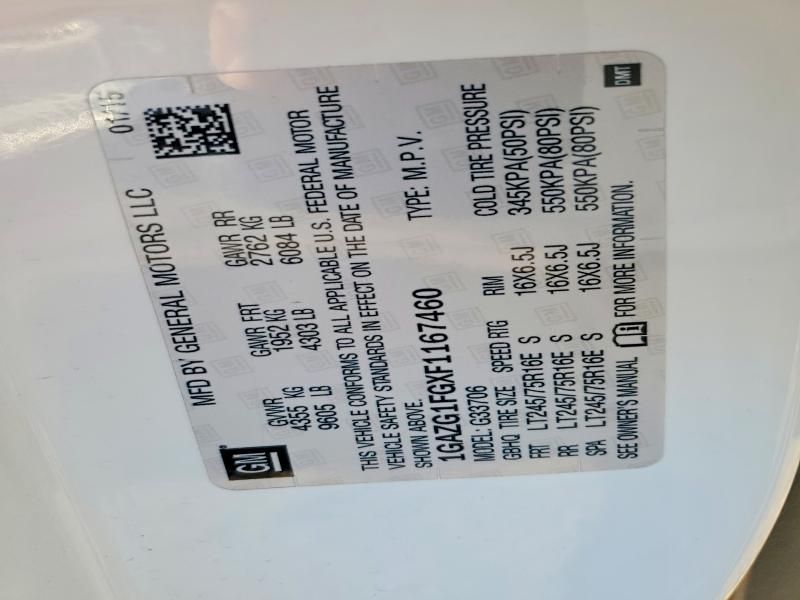 GM
MFD BY GENERAL MOTORS LLC 01/15
GVWR GAWR FRT GAWR RR
4355 KG 1952 KG 2762 KG
9605 LB 4303 LB 6084 LB
THIS VEHICLE CONFORMS TO ALL APPLICABLE U.S. FEDERAL MOTOR
VEHICLE SAFETY STANDARDS IN EFFECT ON THE DATE OF MANUFACTURE
SHOWN ABOVE.
1GAZG1FGXF1167460 TYPE: M.P.V.
MODEL: G33706
GBHQ TIRE SIZE SPEED RTG RIM COLD TIRE PRESSURE
FRT LT245/75R16E S 16X6.5J 345KPA(50PSI)
RR LT245/75R16E S 16X6.5J 550KPA(80PSI)
SPA LT245/75R16E S 16X6.5J 550KPA(80PSI)
SEE OWNER'S MANUAL FOR MORE INFORMATION.
DMT